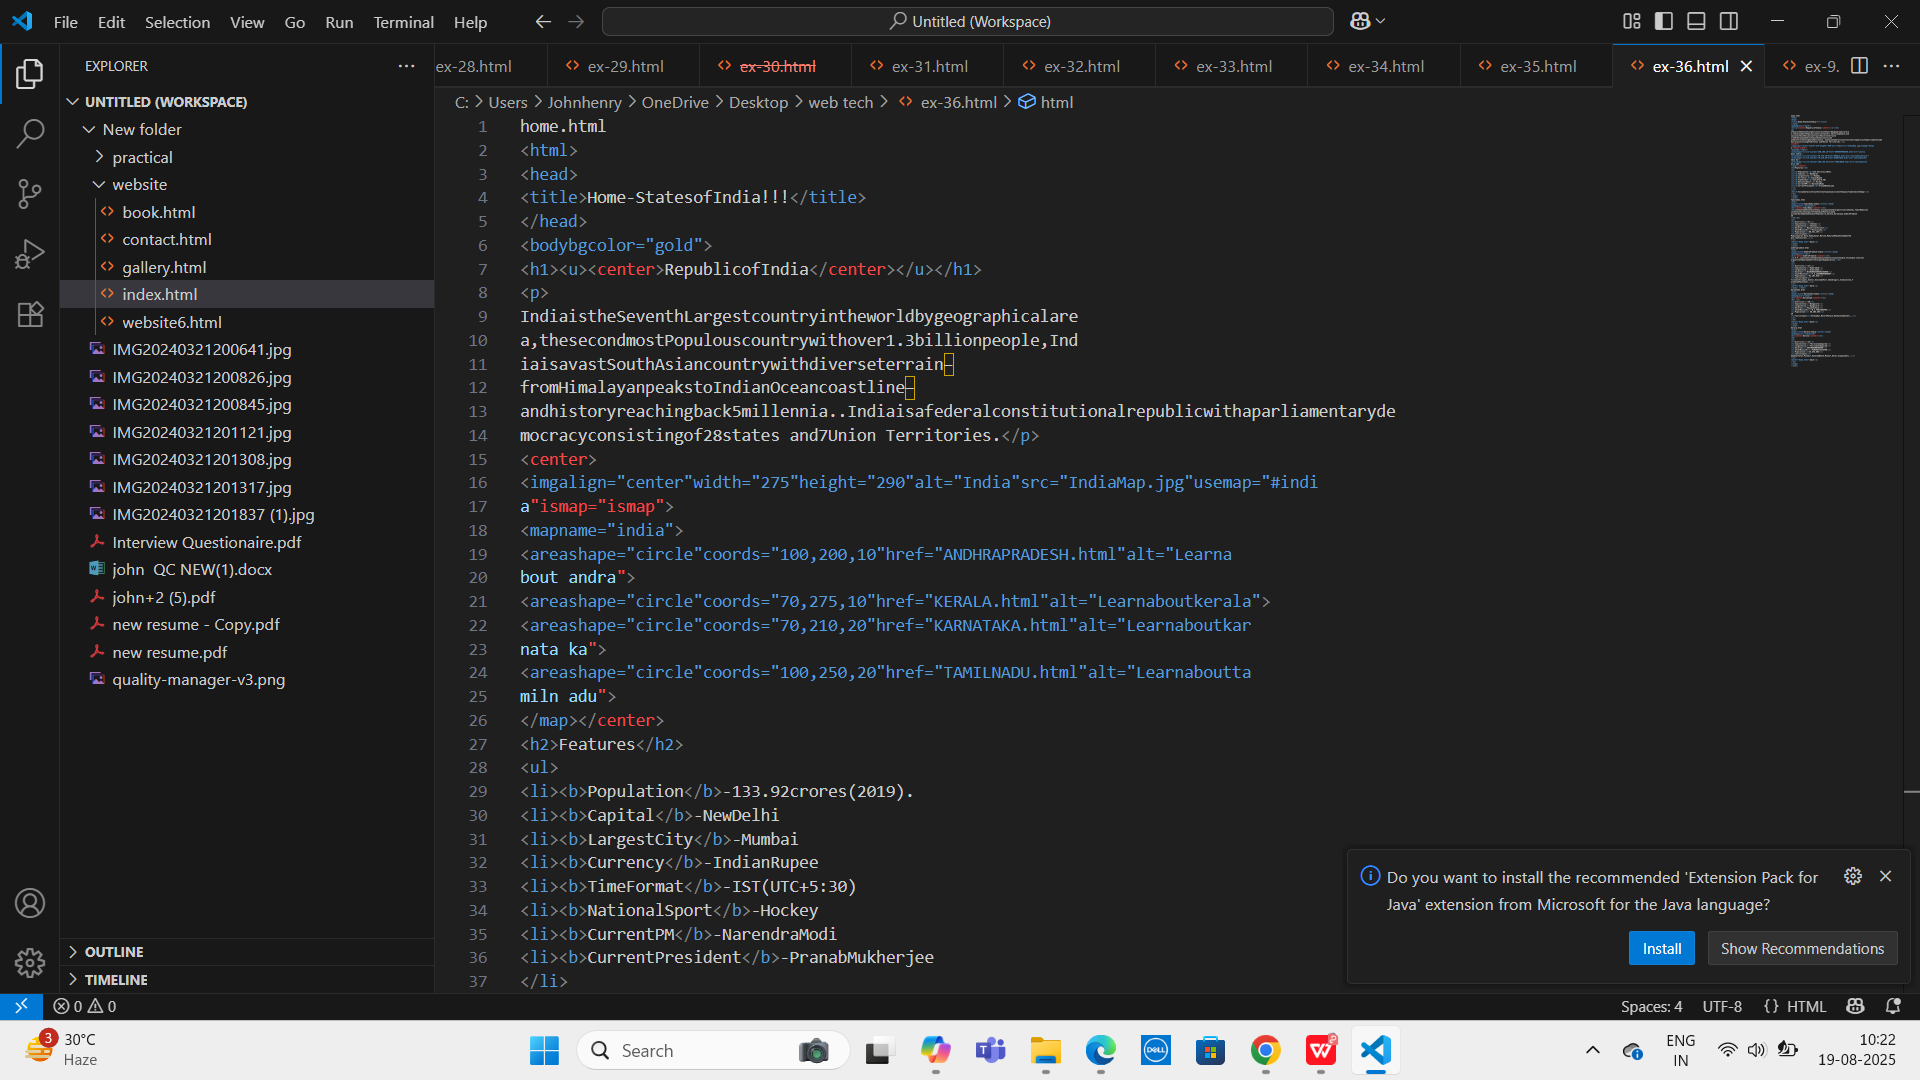 File Edit Selection View Go Run Terminal Help
Untitled (Workspace)
EXPLORER
ex-28.html ex-29.html ex-30.html ex-31.html ex-32.html ex-33.html ex-34.html ex-35.html ex-36.html ex-9.
C: > Users > Johnhenry > OneDrive > Desktop > web tech > ex-36.html > html
UNTITLED (WORKSPACE)
New folder
practical
website
book.html
contact.html
gallery.html
index.html
website6.html
IMG20240321200641.jpg
IMG20240321200826.jpg
IMG20240321200845.jpg
IMG20240321201121.jpg
IMG20240321201308.jpg
IMG20240321201317.jpg
IMG20240321201837 (1).jpg
Interview Questionaire.pdf
john QC NEW(1).docx
john+2 (5).pdf
new resume - Copy.pdf
new resume.pdf
quality-manager-v3.png
OUTLINE
TIMELINE
1 home.html
2 <html>
3 <head>
4 <title>Home-StatesofIndia!!!</title>
5 </head>
6 <bodybgcolor="gold">
7 <h1><u><center>RepublicofIndia</center></u></h1>
8 <p>
9 IndiaistheSeventhLargestcountryintheworldbygeographicalare
10 a,thesecondmostPopulouscountrywithover1.3billionpeople,Ind
11 iaisavastSouthAsiancountrywithdiverseterrain–
12 fromHimalayanpeakstoIndianOceancoastline–
13 andhistoryreachingback5millennia..Indiaisafederalconstitutionalrepublicwithaparliamentaryde
14 mocracyconsistingof28states and7Union Territories.</p>
15 <center>
16 <imgalign="center"width="275"height="290"alt="India"src="IndiaMap.jpg"usemap="#indi
17 a"ismap="ismap">
18 <mapname="india">
19 <areashape="circle"coords="100,200,10"href="ANDHRAPRADESH.html"alt="Learna
20 bout andra">
21 <areashape="circle"coords="70,275,10"href="KERALA.html"alt="Learnaboutkerala">
22 <areashape="circle"coords="70,210,20"href="KARNATAKA.html"alt="Learnaboutkar
23 nata ka">
24 <areashape="circle"coords="100,250,20"href="TAMILNADU.html"alt="Learnaboutta
25 miln adu">
26 </map></center>
27 <h2>Features</h2>
28 <ul>
29 <li><b>Population</b>-133.92crores(2019).
30 <li><b>Capital</b>-NewDelhi
31 <li><b>LargestCity</b>-Mumbai
32 <li><b>Currency</b>-IndianRupee
33 <li><b>TimeFormat</b>-IST(UTC+5:30)
34 <li><b>NationalSport</b>-Hockey
35 <li><b>CurrentPM</b>-NarendraModi
36 <li><b>CurrentPresident</b>-PranabMukherjee
37 </li>
Do you want to install the recommended 'Extension Pack for
Java' extension from Microsoft for the Java language?
Install Show Recommendations
0 0 Spaces: 4 UTF-8 {} HTML
3 30°C
Haze
Search
DELL
ENG
IN
10:22
19-08-2025